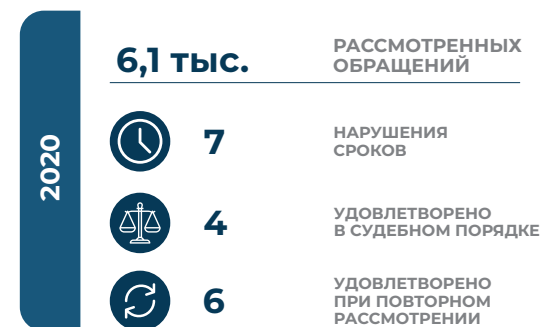 2020
6,1 тыс.
РАССМОТРЕННЫХ
ОБРАЩЕНИЙ
7
НАРУШЕНИЯ
СРОКОВ
4
УДОВЛЕТВОРЕНО
В СУДЕБНОМ ПОРЯДКЕ
6
УДОВЛЕТВОРЕНО
ПРИ ПОВТОРНОМ
РАССМОТРЕНИИ